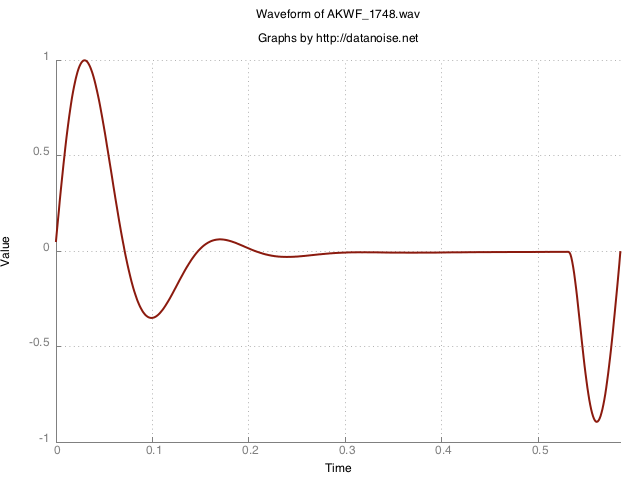 Waveform of AKWF_1748.wav
Graphs by http://datanoise.net
1
0.5
0
-0.5
-1
Value
0 0.1 0.2 0.3 0.4 0.5
Time